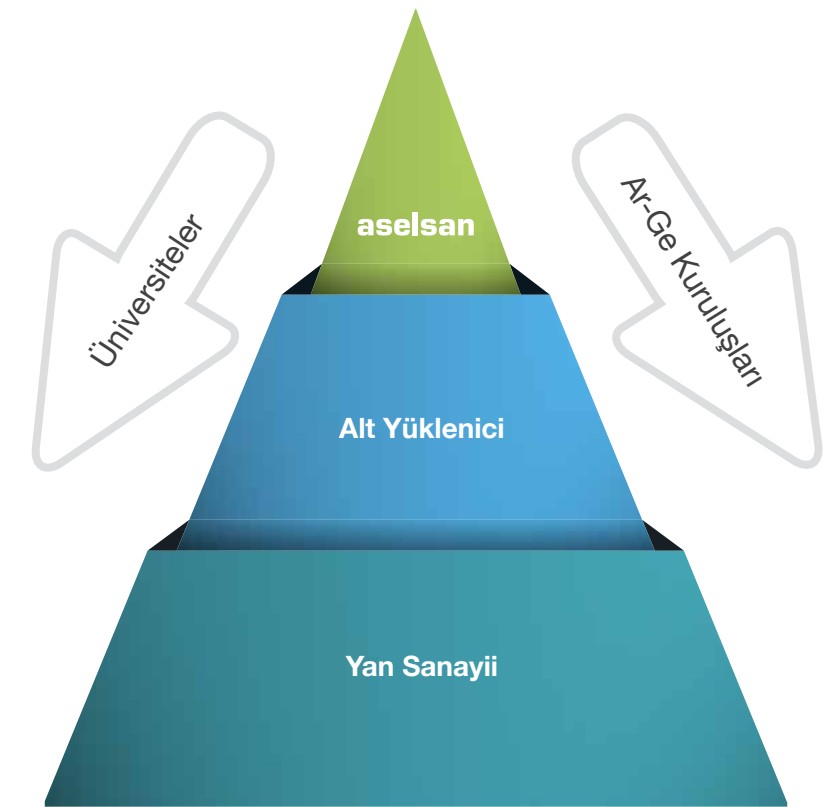 aselsan
Üniversiteler
Ar-Ge Kuruluşları
Alt Yüklenici
Yan Sanayii